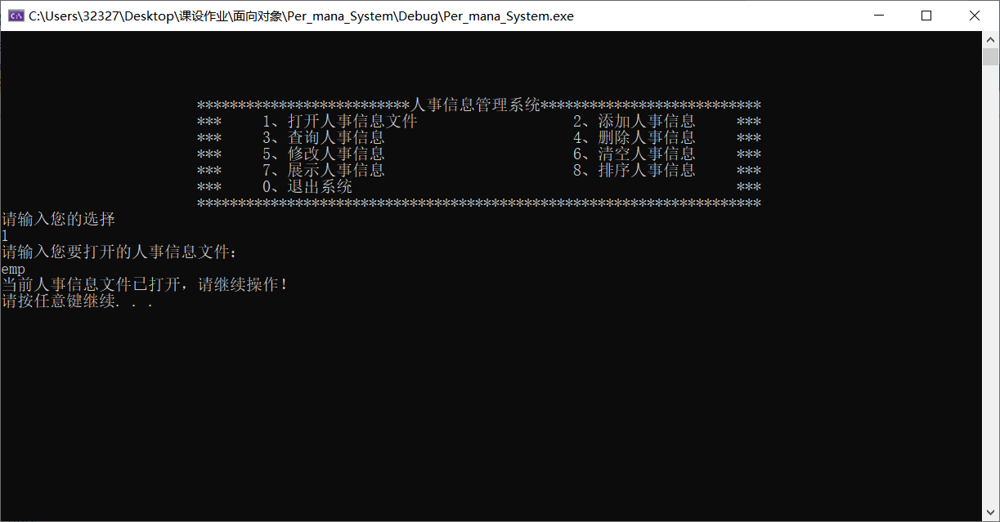 C:\Users\32327\Desktop\课设作业\面向对象\Per_mana_System\Debug\Per_mana_System.exe
**************************人事信息管理系统***************************
*** 1、打开人事信息文件 2、添加人事信息 ***
*** 3、查询人事信息 4、删除人事信息 ***
*** 5、修改人事信息 6、清空人事信息 ***
*** 7、展示人事信息 8、排序人事信息 ***
*** 0、退出系统 ***
*********************************************************************
请输入您的选择
1
请输入您要打开的人事信息文件：
emp
当前人事信息文件已打开，请继续操作！
请按任意键继续. . .